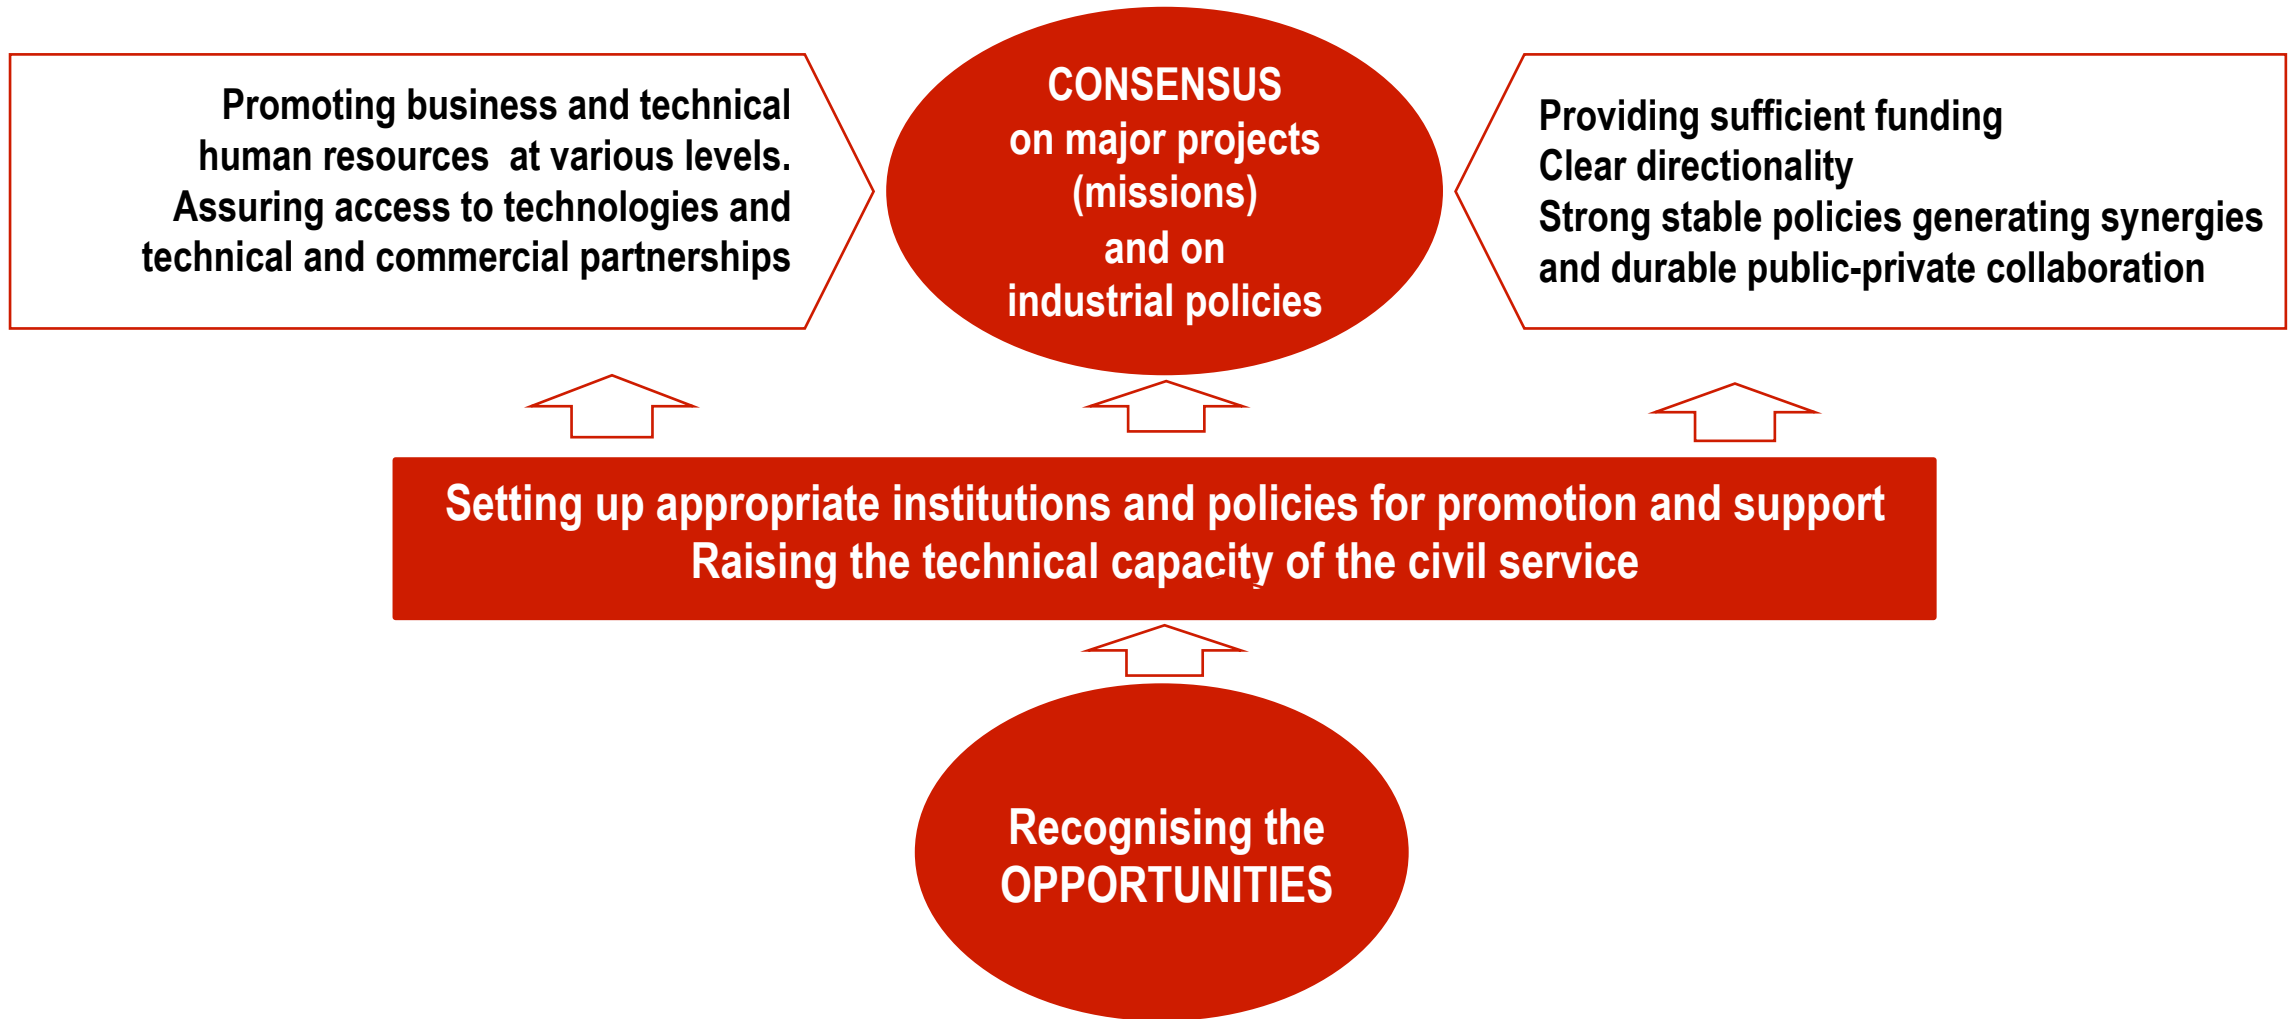 Promoting business and technical
human resources at various levels.
Assuring access to technologies and
technical and commercial partnerships
CONSENSUS
on major projects
(missions)
and on
industrial policies
Providing sufficient funding
Clear directionality
Strong stable policies generating synergies
and durable public-private collaboration
Setting up appropriate institutions and policies for promotion and support
Raising the technical capacity of the civil service
Recognising the
OPPORTUNITIES